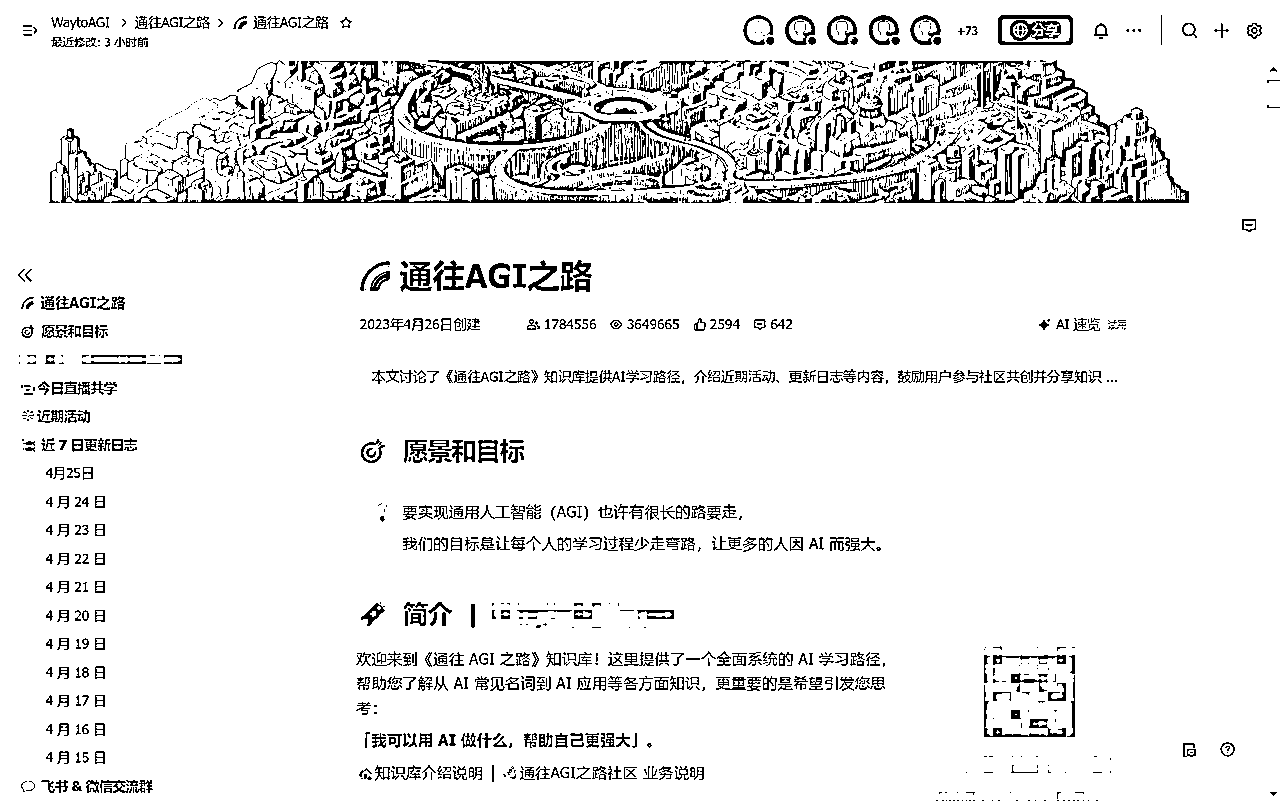 WaytoAGI > 通往AGI之路 > 通往AGI之路
最近修改: 3 小时前
+73
分享
通往AGI之路
愿景和目标
今日直播共学
近期活动
近 7 日更新日志
4月25日
4 月 24 日
4 月 23 日
4 月 22 日
4 月 21 日
4 月 20 日
4 月 19 日
4 月 18 日
4 月 17 日
4 月 16 日
4 月 15 日
飞书 & 微信交流群
通往AGI之路
2023年4月26日创建 1784556 3649665 2594 642
AI 速览 试用
本文讨论了《通往AGI之路》知识库提供AI学习路径，介绍近期活动、更新日志等内容，鼓励用户参与社区共创并分享知识 ...
愿景和目标
要实现通用人工智能（AGI）也许有很长的路要走，
我们的目标是让每个人的学习过程少走弯路，让更多的人因 AI 而强大。
简介 |
欢迎来到《通往 AGI 之路》知识库！这里提供了一个全面系统的 AI 学习路径，
帮助您了解从 AI 常见名词到 AI 应用等各方面知识，更重要的是希望引发您思
考：
「我可以用 AI 做什么，帮助自己更强大」。
知识库介绍说明 | 通往AGI之路社区 业务说明